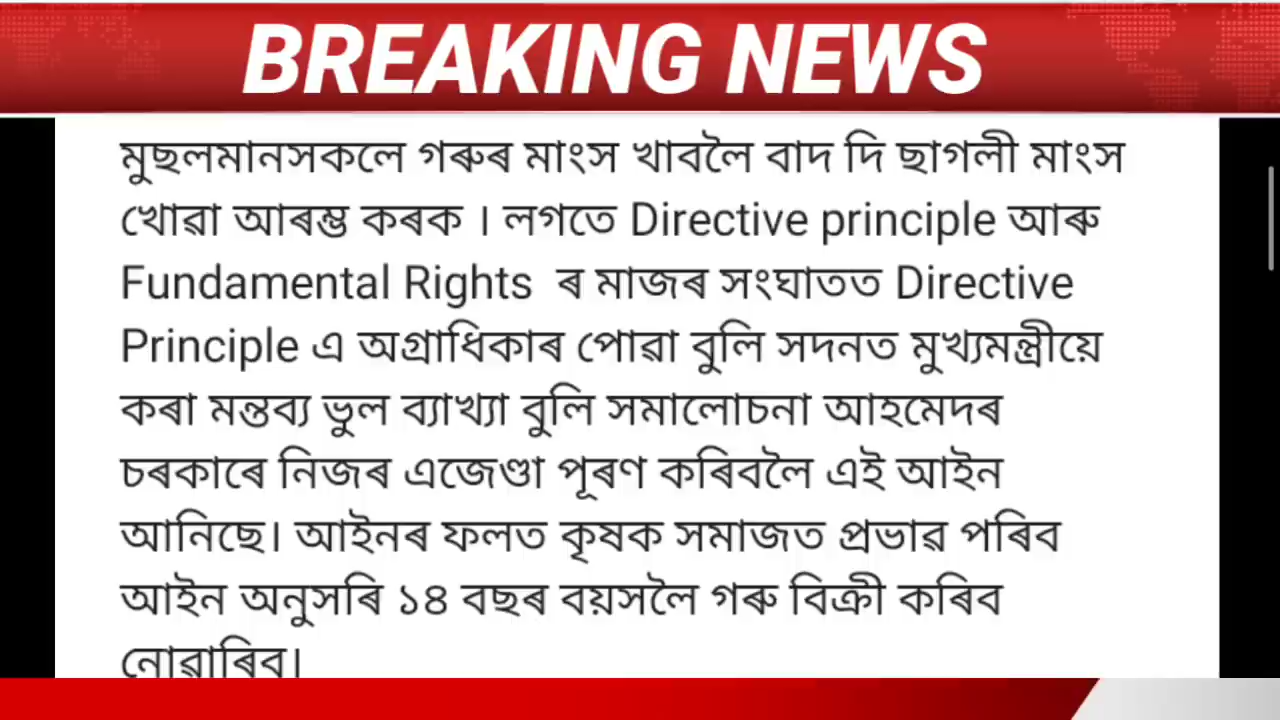 BREAKING NEWS
মুছলমানসকলে গৰুৰ মাংস খাবলৈ বাদ দি ছাগলী মাংস
খোৱা আৰম্ভ কৰক । লগতে Directive principle আৰু
Fundamental Rights ৰ মাজৰ সংঘাতত Directive
Principle এ অগ্ৰাধিকাৰ পোৱা বুলি সদনত মুখ্যমন্ত্ৰীয়ে
কৰা মন্তব্য ভুল ব্যাখ্যা বুলি সমালোচনা আহমেদৰ
চৰকাৰে নিজৰ এজেণ্ডা পূৰণ কৰিবলৈ এই আইন
আনিছে। আইনৰ ফলত কৃষক সমাজত প্ৰভাৱ পৰিব
আইন অনুসৰি ১৪ বছৰ বয়সলৈ গৰু বিক্ৰী কৰিব
নোৱাৰিব।